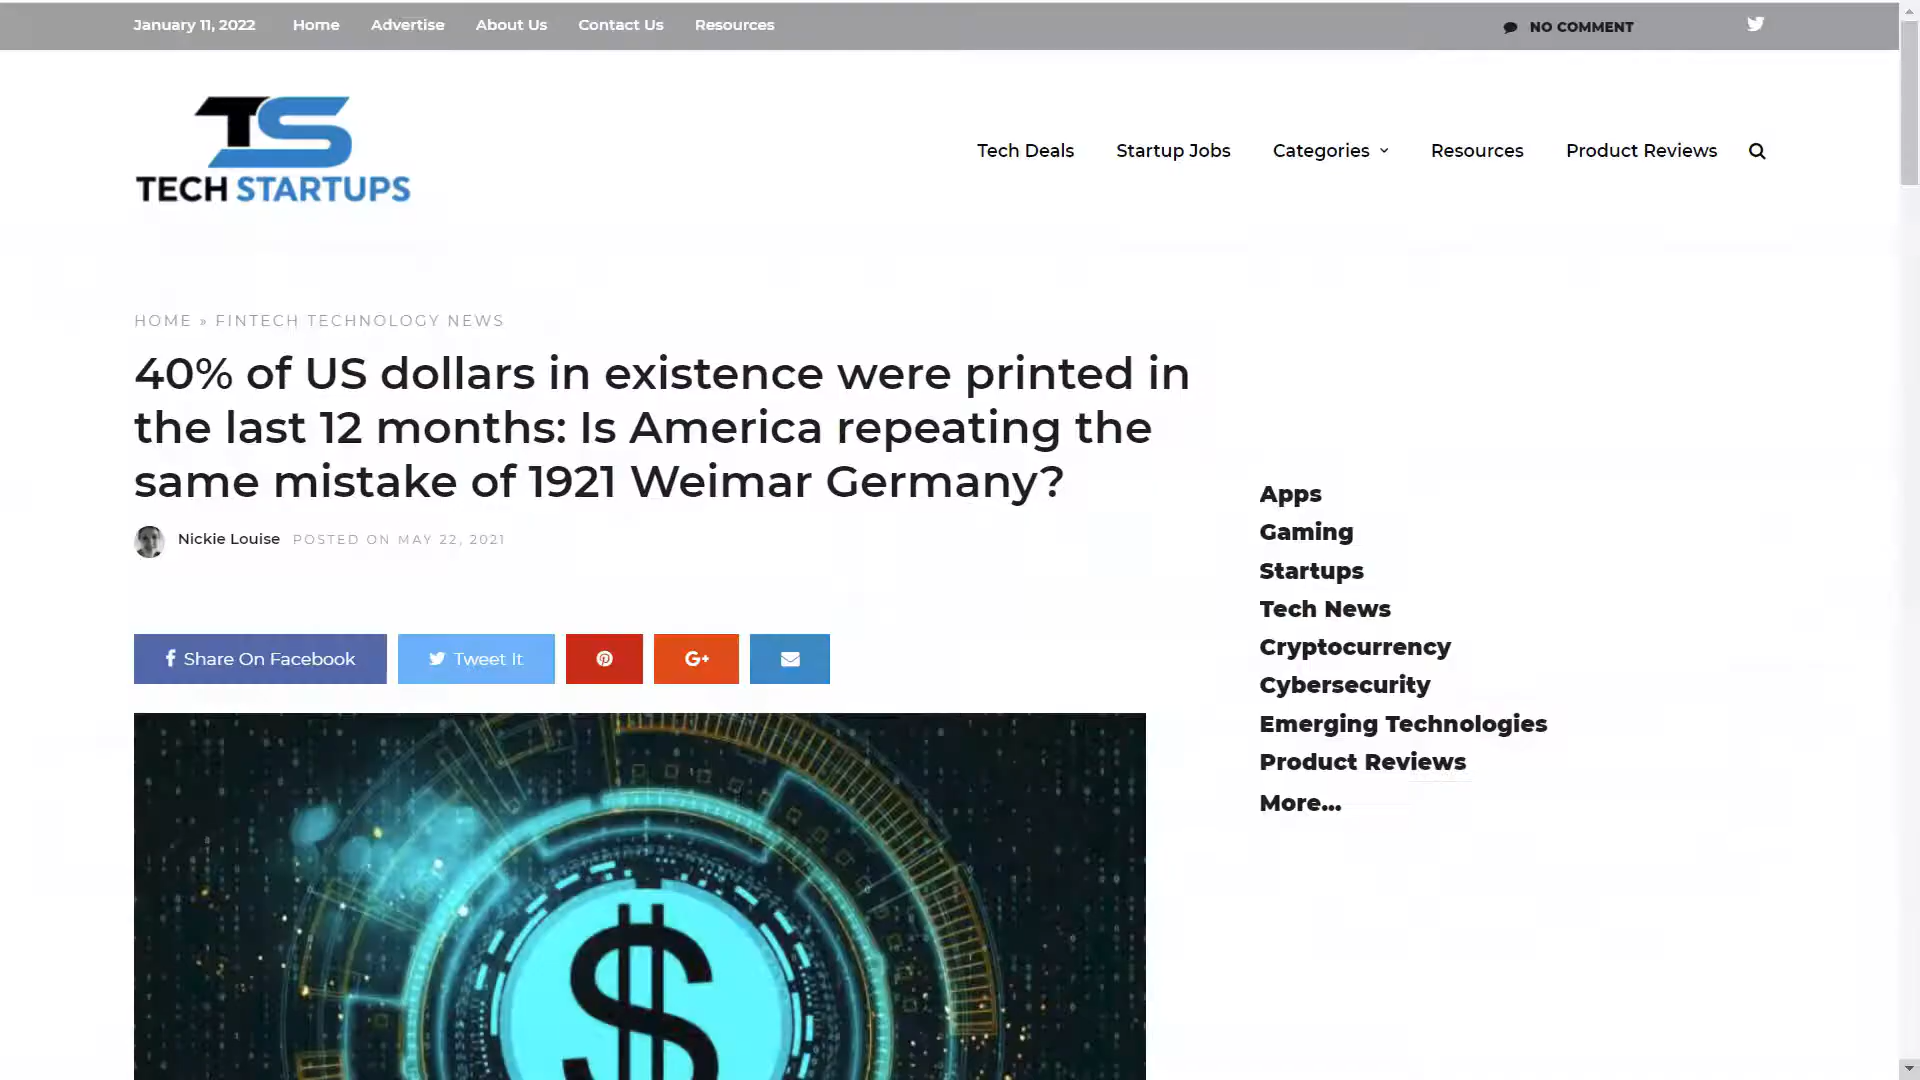 January 11, 2022 Home Advertise About Us Contact Us Resources NO COMMENT
TS
TECH STARTUPS
Tech Deals Startup Jobs Categories Resources Product Reviews
HOME » FINTECH TECHNOLOGY NEWS
40% of US dollars in existence were printed in
the last 12 months: Is America repeating the
same mistake of 1921 Weimar Germany?
Nickie Louise POSTED ON MAY 22, 2021
Share On Facebook Tweet It G+
$
Apps
Gaming
Startups
Tech News
Cryptocurrency
Cybersecurity
Emerging Technologies
Product Reviews
More...